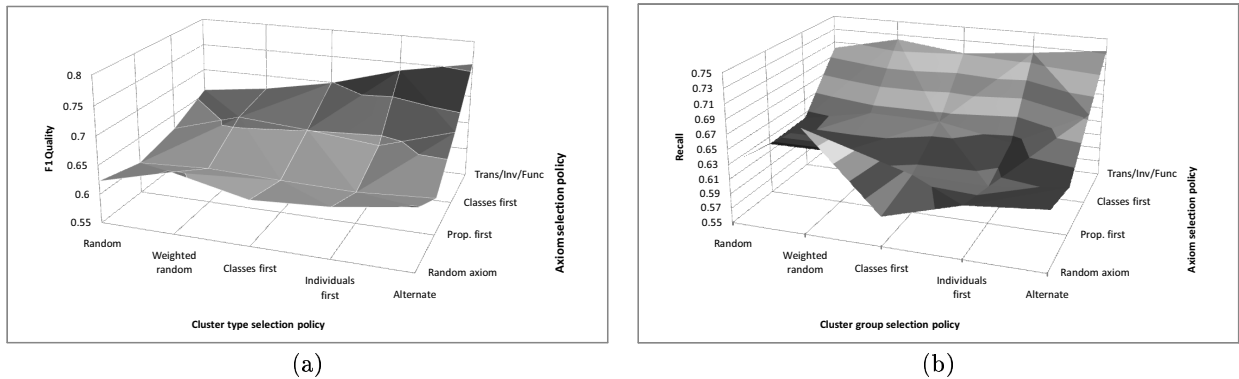 0.8
0.75
0.7
0.65
0.6
0.55
F1 Quality
Random
Weighted
random
Classes first
Individuals
first
Alternate
Random axiom
Prop. first
Classes first
Trans/Inv/Func
Axiom selection policy
Cluster type selection policy
(a)
0.75
0.73
0.71
0.69
0.67
0.65
0.63
0.61
0.59
0.57
0.55
Recall
Random
Weighted
random
Classes first
Individuals
first
Alternate
Random axiom
Prop. first
Classes first
Trans/Inv/Func
Axiom selection policy
Cluster group selection policy
(b)